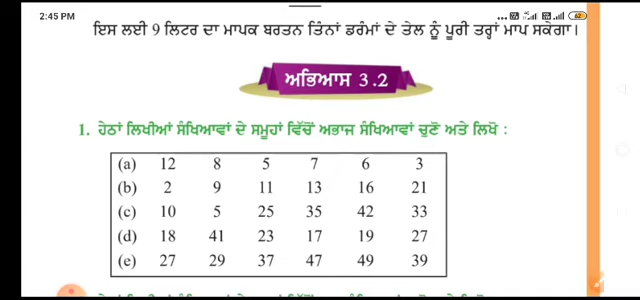 2:45 PM
62
ਇਸ ਲਈ 9 ਲਿਟਰ ਦਾ ਮਾਪਕ ਬਰਤਨ ਤਿੰਨਾਂ ਡਰੰਮਾਂ ਦੇ ਤੇਲ ਨੂੰ ਪੂਰੀ ਤਰ੍ਹਾਂ ਮਾਪ ਸਕੇਗਾ।
ਅਭਿਆਸ 3.2
1. ਹੇਠਾਂ ਲਿਖੀਆਂ ਸੰਖਿਆਵਾਂ ਦੇ ਸਮੂਹਾਂ ਵਿੱਚੋਂ ਅਭਾਜ ਸੰਖਿਆਵਾਂ ਚੁਣੋ ਅਤੇ ਲਿਖੋ :
(a) 12 8 5 7 6 3
(b) 2 9 11 13 16 21
(c) 10 5 25 35 42 33
(d) 18 41 23 17 19 27
(e) 27 29 37 47 49 39